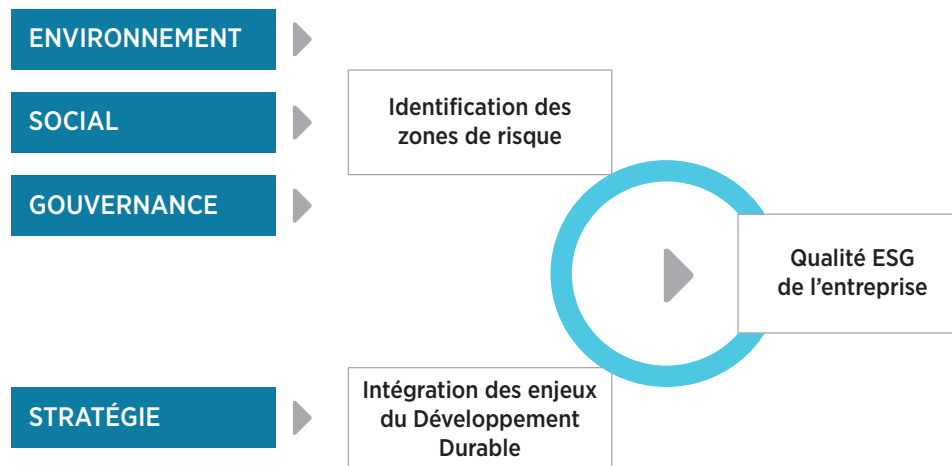 ENVIRONNEMENT
SOCIAL
GOUVERNANCE
Identification des
zones de risque
Qualité ESG
de l’entreprise
STRATÉGIE
Intégration des enjeux
du Développement
Durable